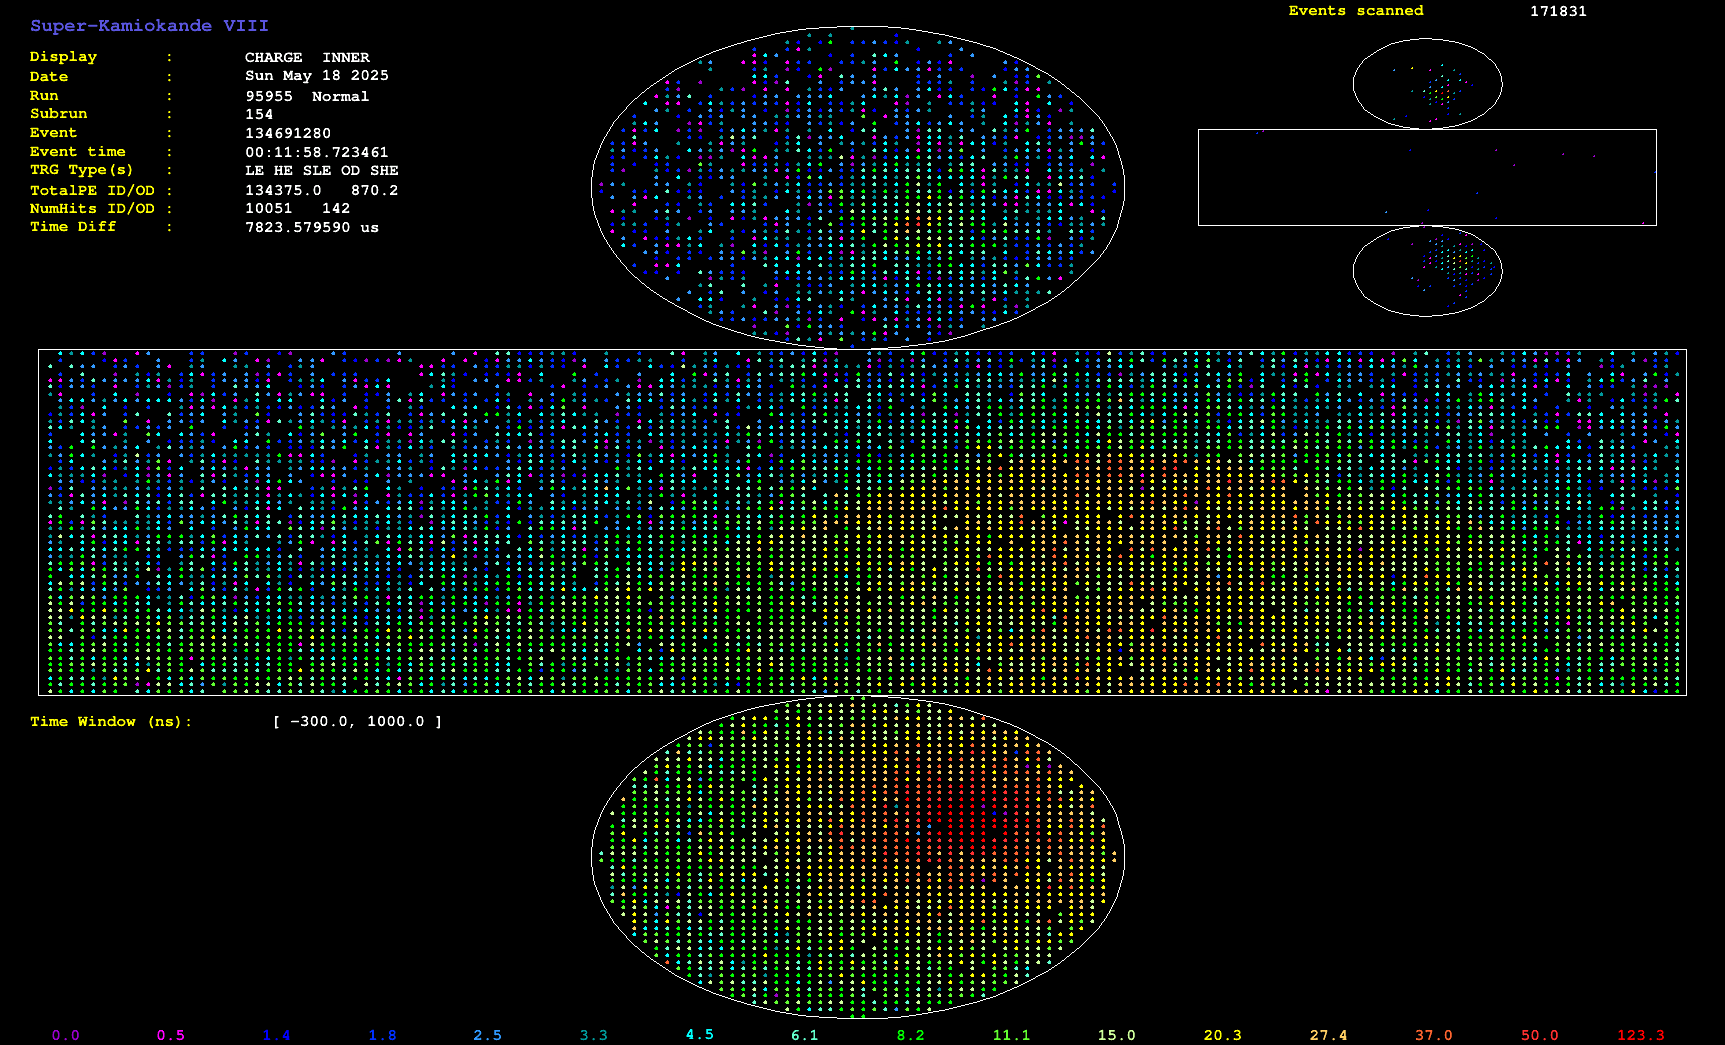 Super-Kamiokande VIII
Events scanned 171831
Display : CHARGE INNER
Date : Sun May 18 2025
Run : 95955 Normal
Subrun : 154
Event : 134691280
Event time : 00:11:58.723461
TRG Type(s) : LE HE SLE OD SHE
TotalPE ID/OD : 134375.0 870.2
NumHits ID/OD : 10051 142
Time Diff : 7823.579590 us
Time Window (ns): [ -300.0, 1000.0 ]
0.0 0.5 1.4 1.8 2.5 3.3 4.5 6.1 8.2 11.1 15.0 20.3 27.4 37.0 50.0 123.3